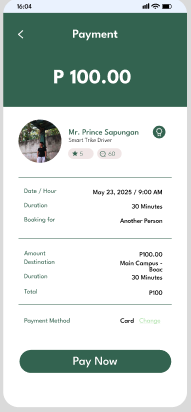 16:04
Payment
P 100.00
Mr. Prince Sapungan
Smart Trike Driver
5 60
Date / Hour May 23, 2025 / 9:00 AM
Duration 30 Minutes
Booking for Another Person
Amount P100.00
Destination Main Campus -
Boac
Duration 30 Minutes
Total P100
Payment Method Card Change
Pay Now